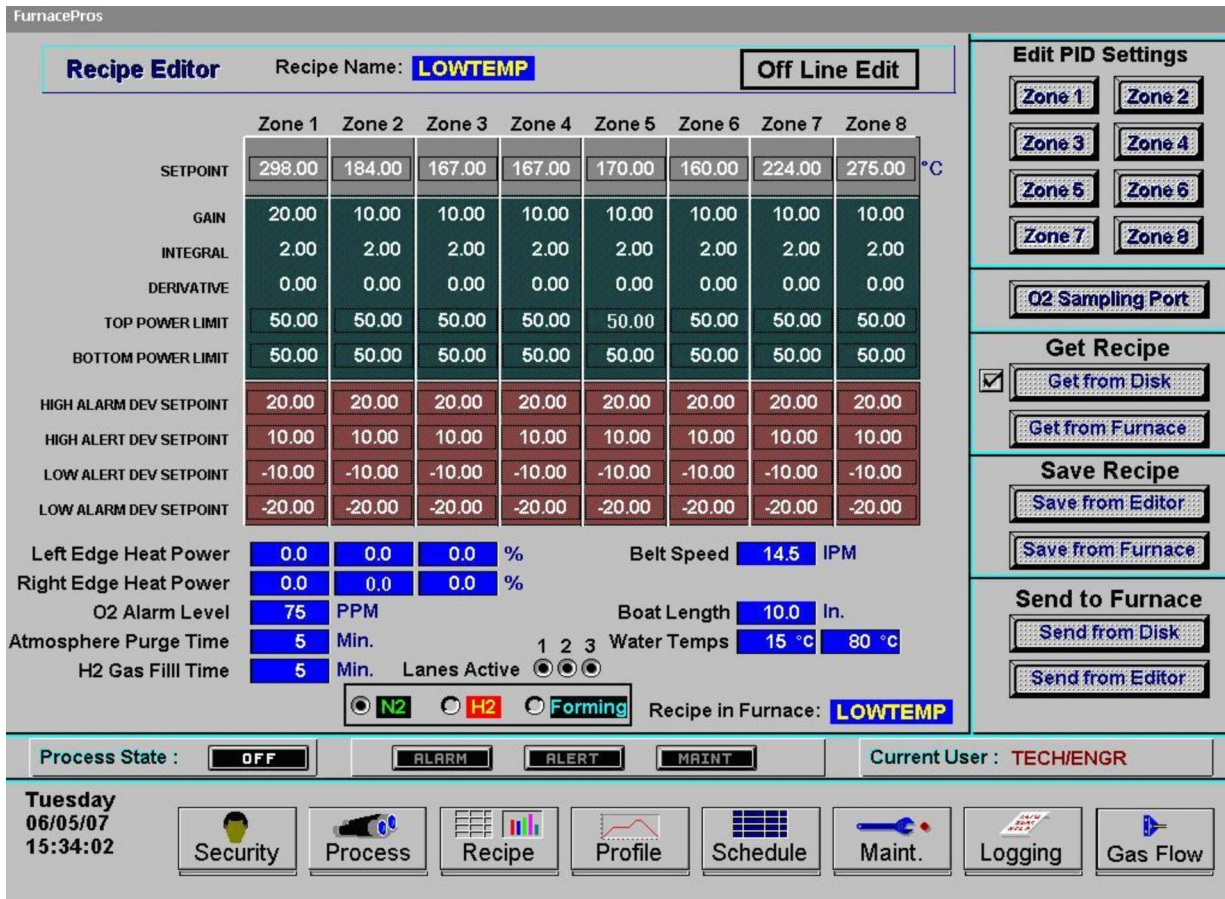 FurnacePros
Recipe Editor Recipe Name: LOWTEMP Off Line Edit
Zone 1 Zone 2 Zone 3 Zone 4 Zone 5 Zone 6 Zone 7 Zone 8
SETPOINT 298.00 184.00 167.00 167.00 170.00 160.00 224.00 275.00 °C
GAIN 20.00 10.00 10.00 10.00 10.00 10.00 10.00 10.00
INTEGRAL 2.00 2.00 2.00 2.00 2.00 2.00 2.00 2.00
DERIVATIVE 0.00 0.00 0.00 0.00 0.00 0.00 0.00 0.00
TOP POWER LIMIT 50.00 50.00 50.00 50.00 50.00 50.00 50.00 50.00
BOTTOM POWER LIMIT 50.00 50.00 50.00 50.00 50.00 50.00 50.00 50.00
HIGH ALARM DEV SETPOINT 20.00 20.00 20.00 20.00 20.00 20.00 20.00 20.00
HIGH ALERT DEV SETPOINT 10.00 10.00 10.00 10.00 10.00 10.00 10.00 10.00
LOW ALERT DEV SETPOINT -10.00 -10.00 -10.00 -10.00 -10.00 -10.00 -10.00 -10.00
LOW ALARM DEV SETPOINT -20.00 -20.00 -20.00 -20.00 -20.00 -20.00 -20.00 -20.00
Left Edge Heat Power 0.0 0.0 0.0 % Belt Speed 14.5 IPM
Right Edge Heat Power 0.0 0.0 0.0 %
O2 Alarm Level 75 PPM Boat Length 10.0 In.
Atmosphere Purge Time 5 Min. 1 2 3 Water Temps 15 °C 80 °C
H2 Gas Filll Time 5 Min. Lanes Active
N2 H2 Forming Recipe in Furnace: LOWTEMP
Edit PID Settings
Zone 1 Zone 2
Zone 3 Zone 4
Zone 5 Zone 6
Zone 7 Zone 8
O2 Sampling Port
Get Recipe
Get from Disk
Get from Furnace
Save Recipe
Save from Editor
Save from Furnace
Send to Furnace
Send from Disk
Send from Editor
Process State : OFF ALARM ALERT MAINT Current User : TECH/ENGR
Tuesday
06/05/07
15:34:02
Security Process Recipe Profile Schedule Maint. Logging Gas Flow